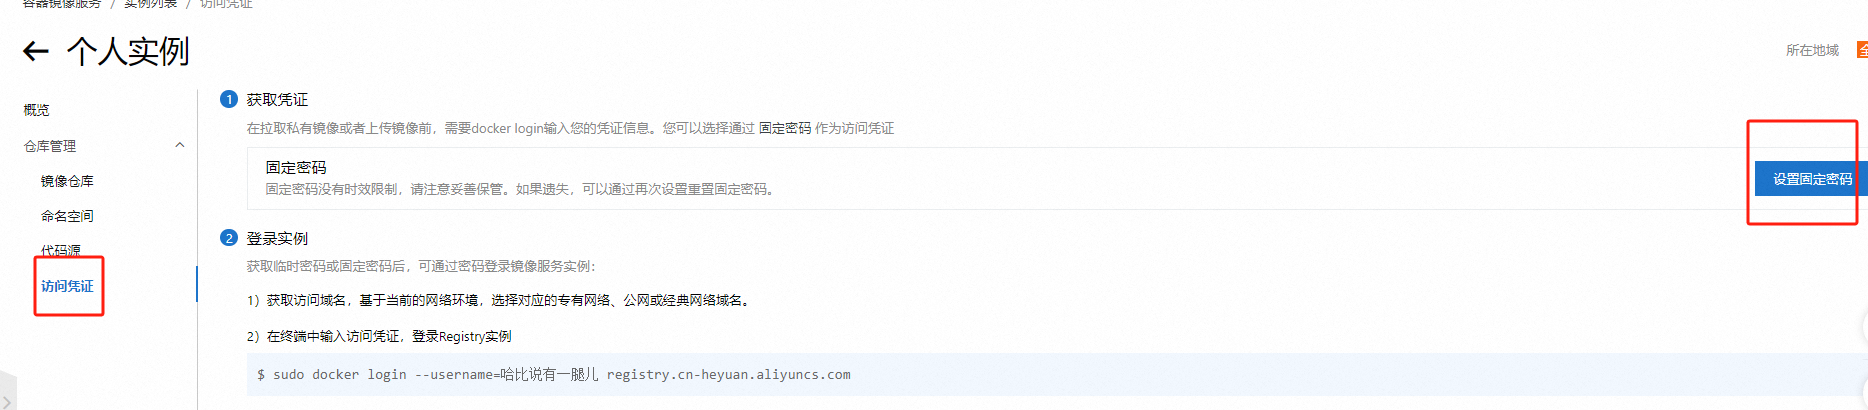 容器镜像服务 / 实例列表 / 访问凭证
← 个人实例
所在地域
概览
仓库管理
镜像仓库
命名空间
代码源
访问凭证
1 获取凭证
在拉取私有镜像或者上传镜像前，需要docker login输入您的凭证信息。您可以选择通过 固定密码 作为访问凭证
固定密码
固定密码没有时效限制，请注意妥善保管。如果遗失，可以通过再次设置重置固定密码。
设置固定密码
2 登录实例
获取临时密码或固定密码后，可通过密码登录镜像服务实例：
1）获取访问域名，基于当前的网络环境，选择对应的专有网络、公网或经典网络域名。
2）在终端中输入访问凭证，登录Registry实例
$ sudo docker login --username=哈比说有一腿儿 registry.cn-heyuan.aliyuncs.com